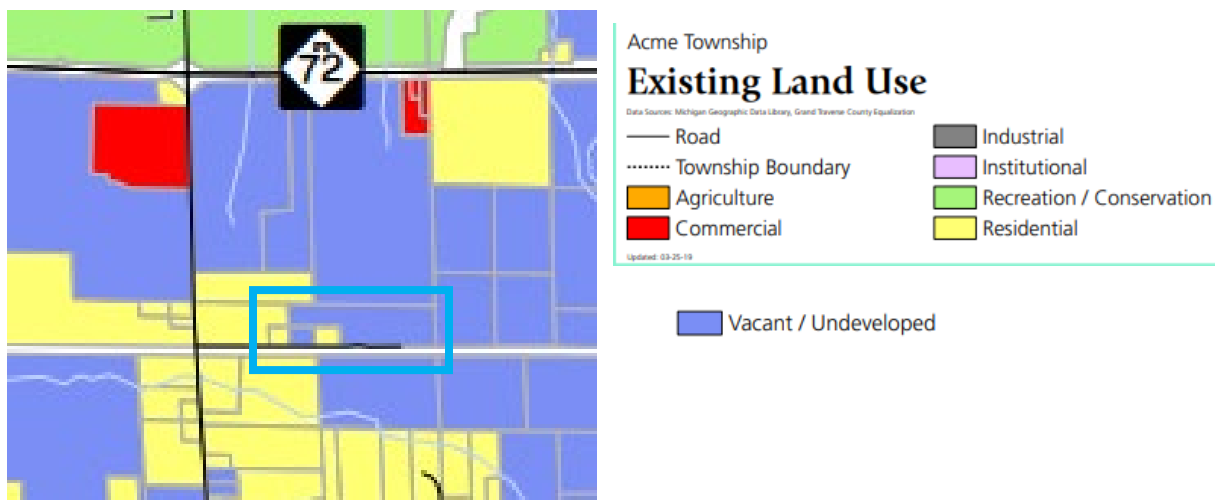 72
Acme Township
Existing Land Use
Data Sources: Michigan Geographic Data Library, Grand Traverse County Equalization
Road
Township Boundary
Agriculture
Commercial
Industrial
Institutional
Recreation / Conservation
Residential
Updated: 03-25-19
Vacant / Undeveloped